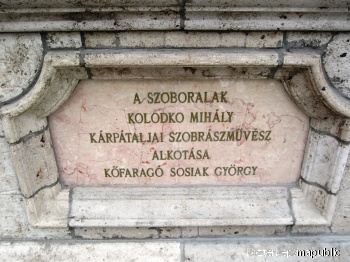 A SZOBORALAK
KOLODKO MIHÁLY
KÁRPÁTALJAI SZOBRÁSZMŰVÉSZ
ALKOTÁSA
KŐFARAGÓ SOSIAK GYÖRGY